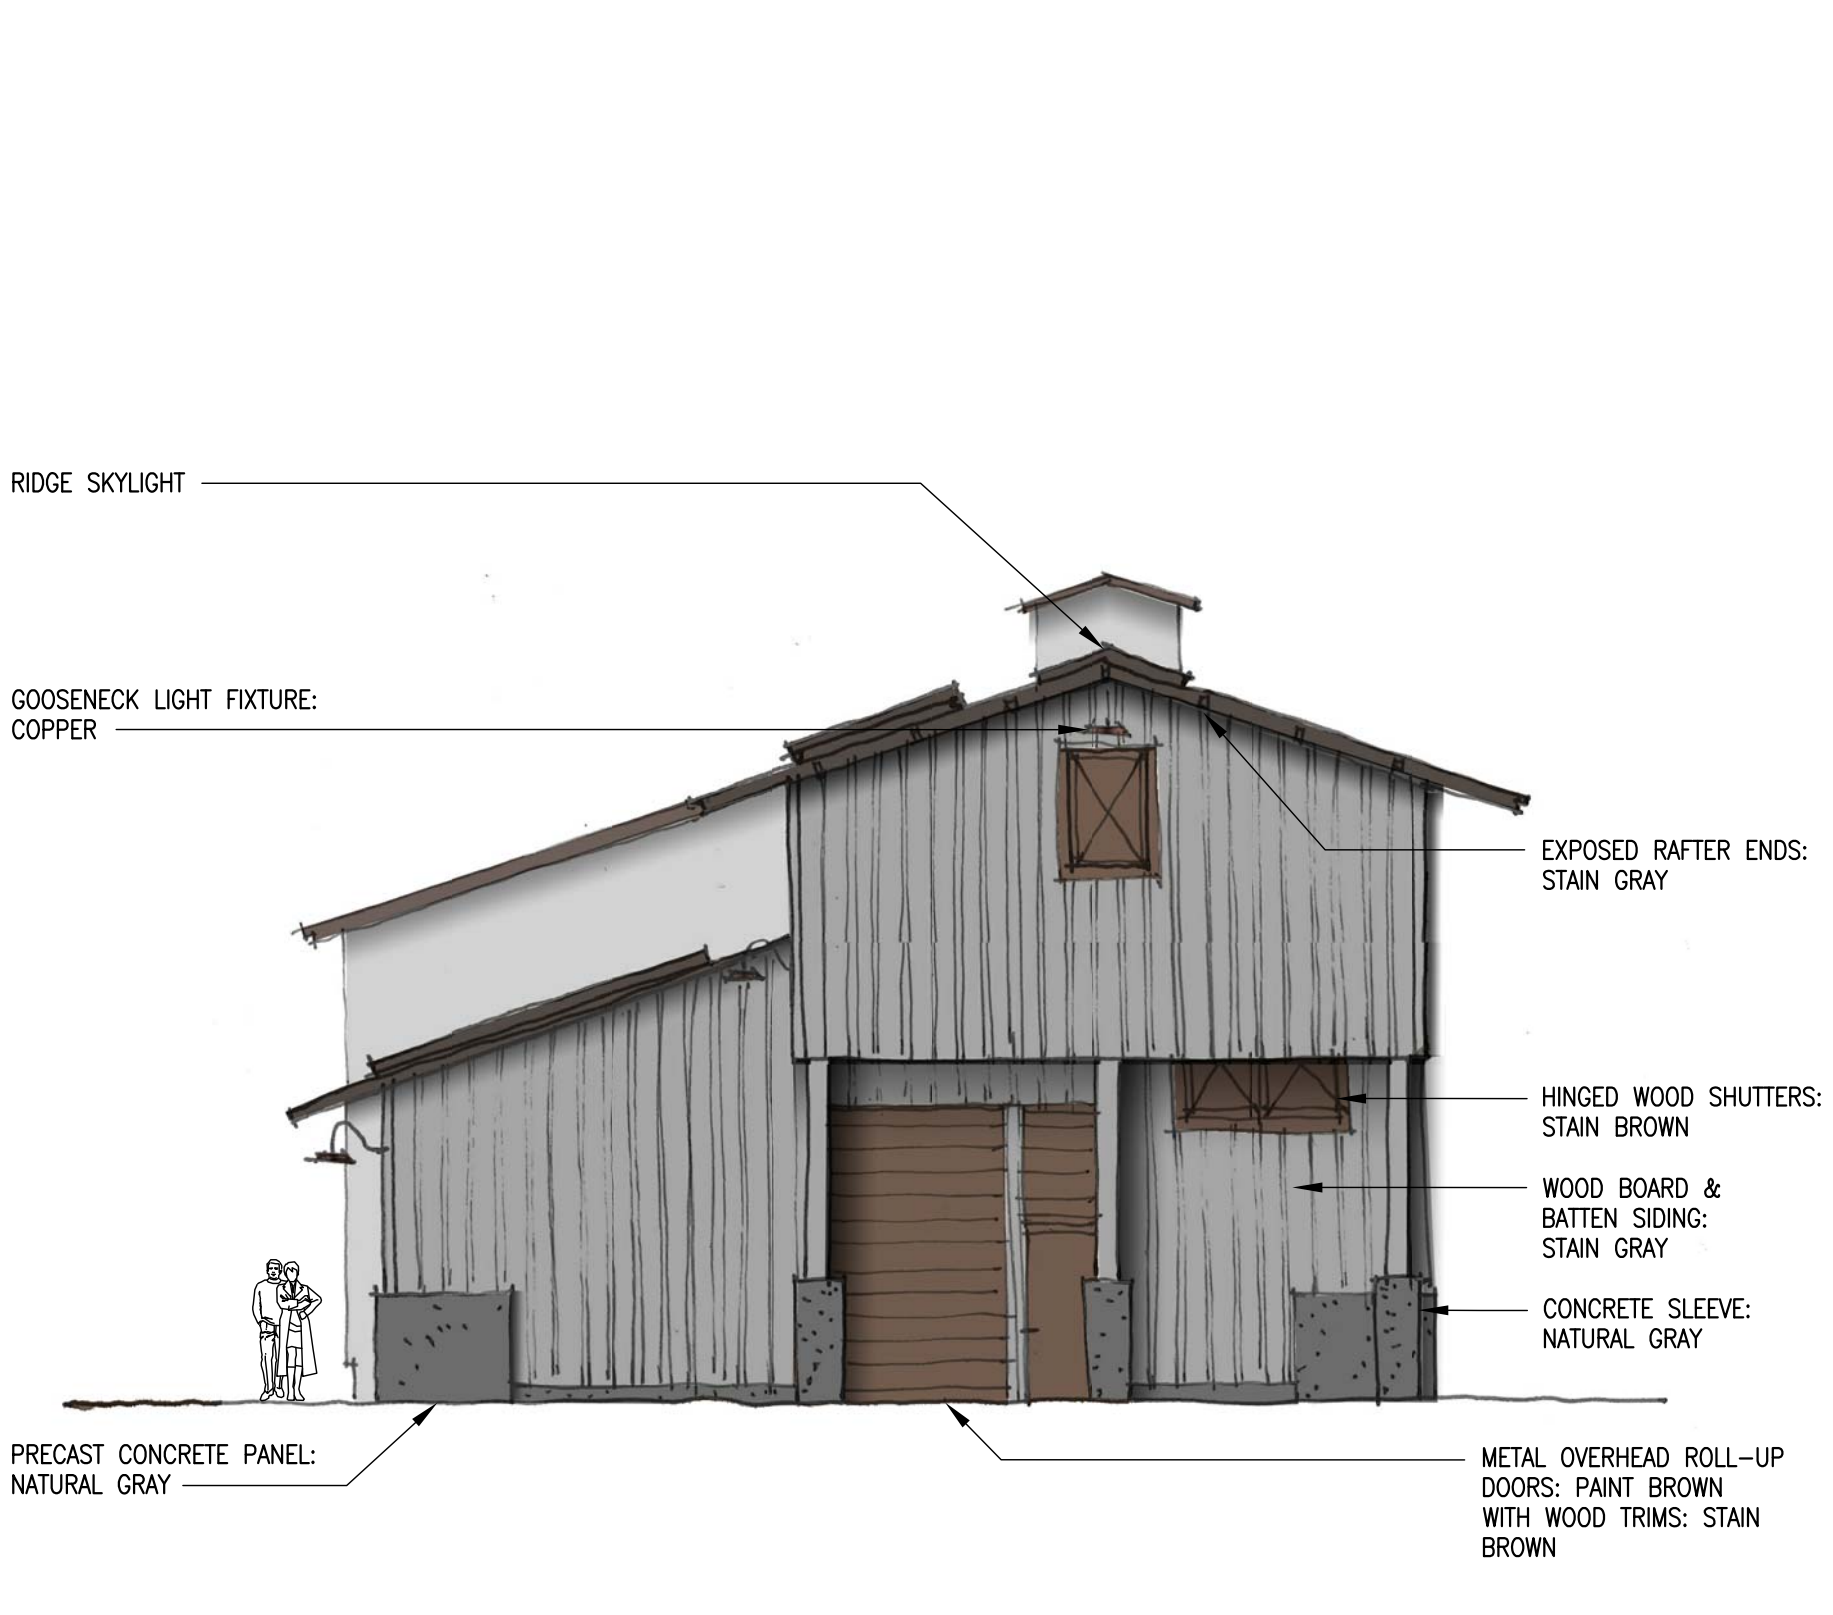 RIDGE SKYLIGHT
GOOSENECK LIGHT FIXTURE:
COPPER
EXPOSED RAFTER ENDS:
STAIN GRAY
HINGED WOOD SHUTTERS:
STAIN BROWN
WOOD BOARD &
BATTEN SIDING:
STAIN GRAY
CONCRETE SLEEVE:
NATURAL GRAY
PRECAST CONCRETE PANEL:
NATURAL GRAY
METAL OVERHEAD ROLL-UP
DOORS: PAINT BROWN
WITH WOOD TRIMS: STAIN
BROWN